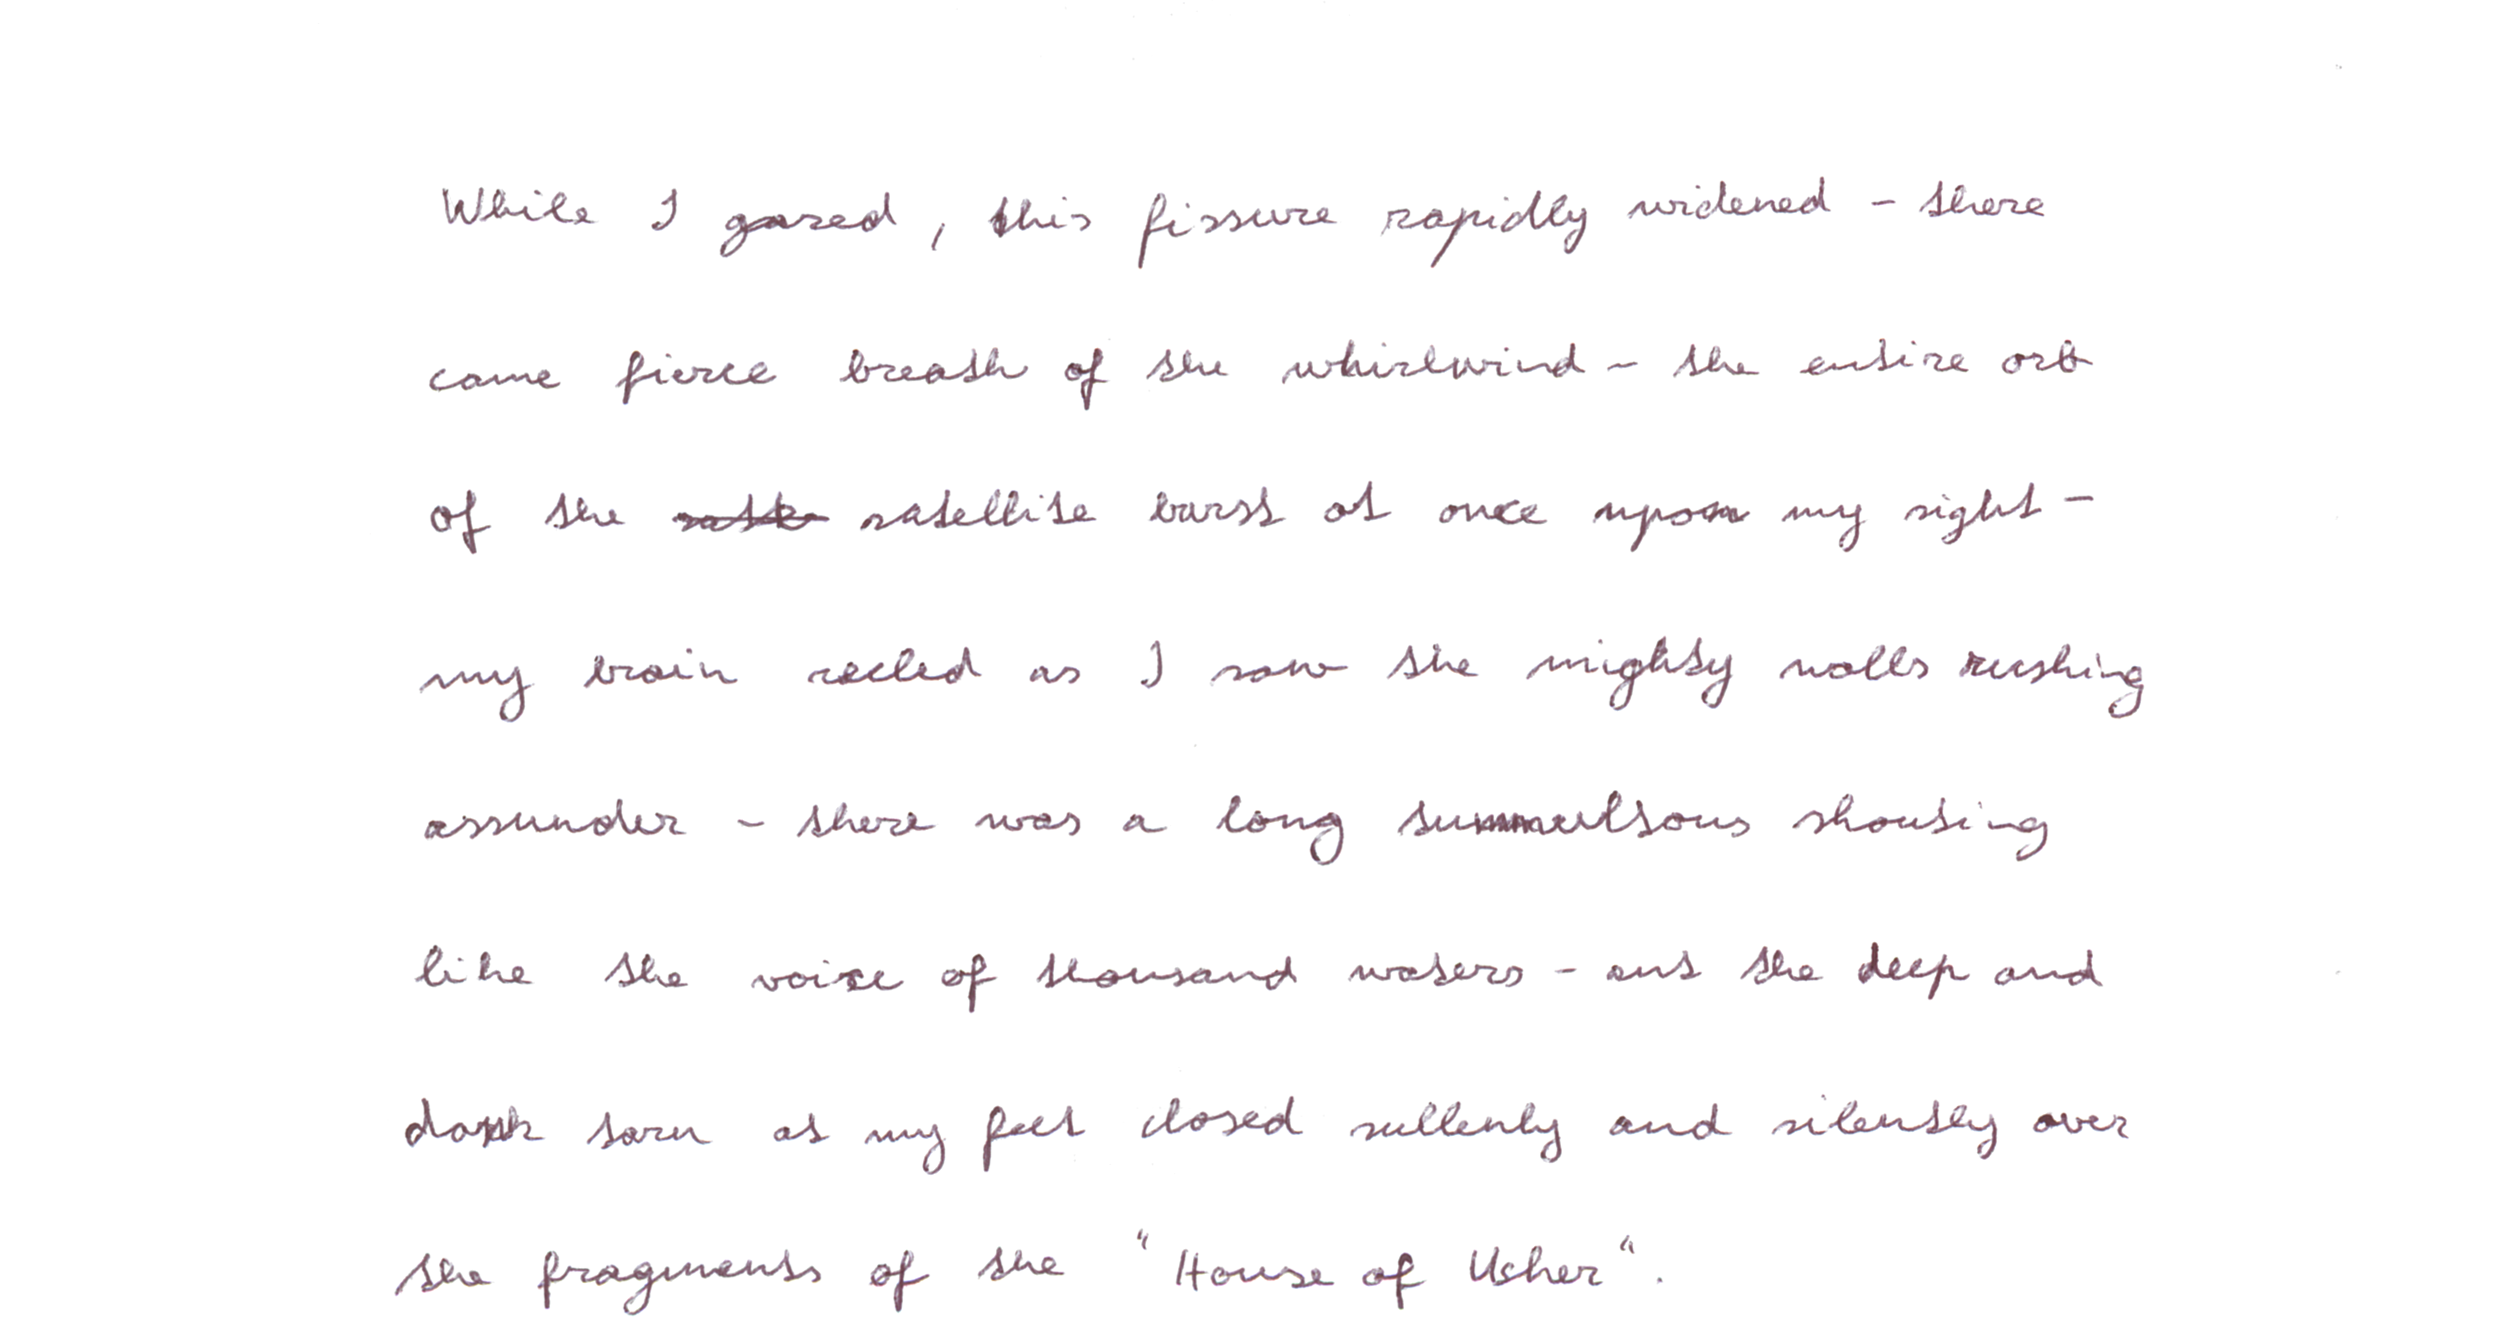 While I gazed, this fissure rapidly widened - there
came fierce breath of the whirlwind - the entire orb
of the satellite burst at once upon my sight -
my brain reeled as I saw the mighty walls rushing
assunder - there was a long tummultous shouting
like the voice of thousand waters - ant the deep and
dark tarn at my feet closed sullenly and silently over
the fragments of the "House of Usher".